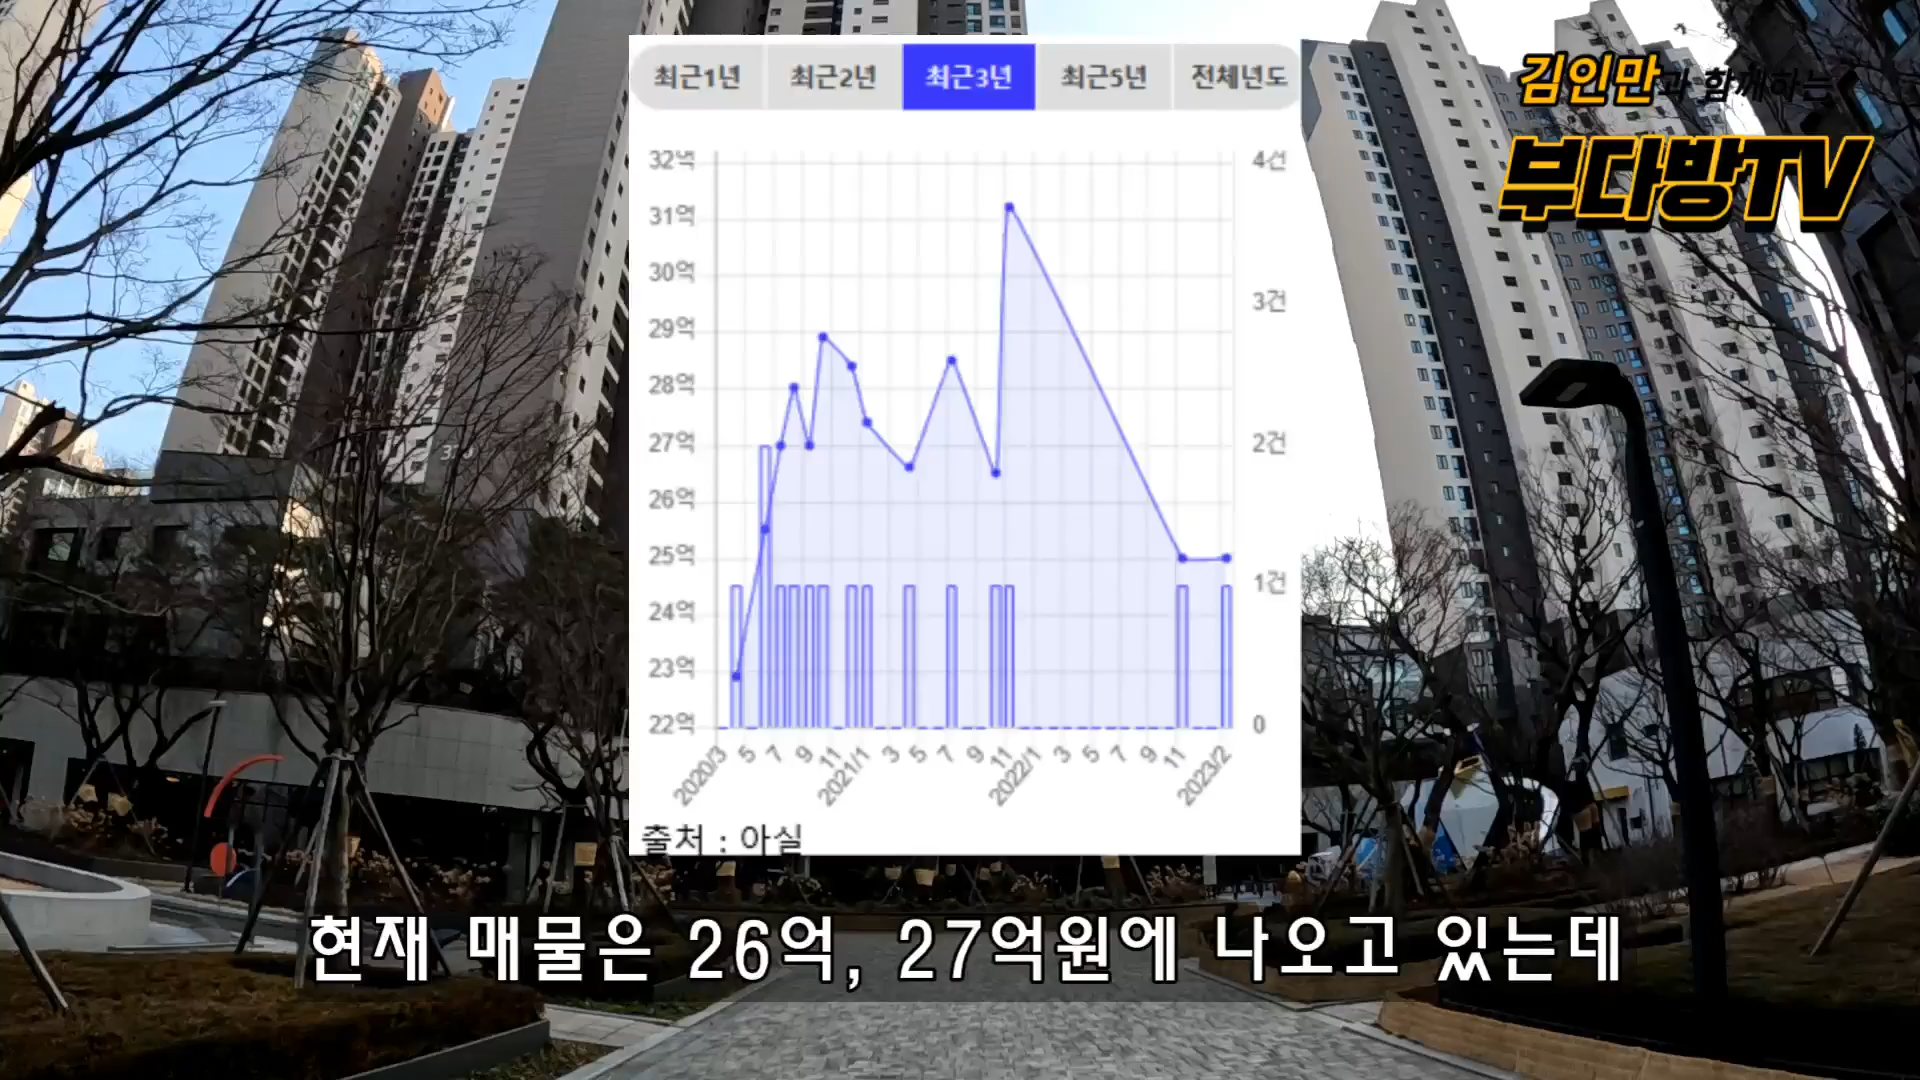 최근1년 최근2년 최근3년 최근5년 전체년도
김인만과 함께하는
부다방TV
32억 4건
31억
30억
29억 3건
28억
27억 2건
26억
25억
24억 1건
23억
22억 0
2020/3 5 7 9 11 2021/1 3 5 7 9 11 2022/1 3 5 7 9 11 2023/2
출처 : 아실
현재 매물은 26억, 27억원에 나오고 있는데